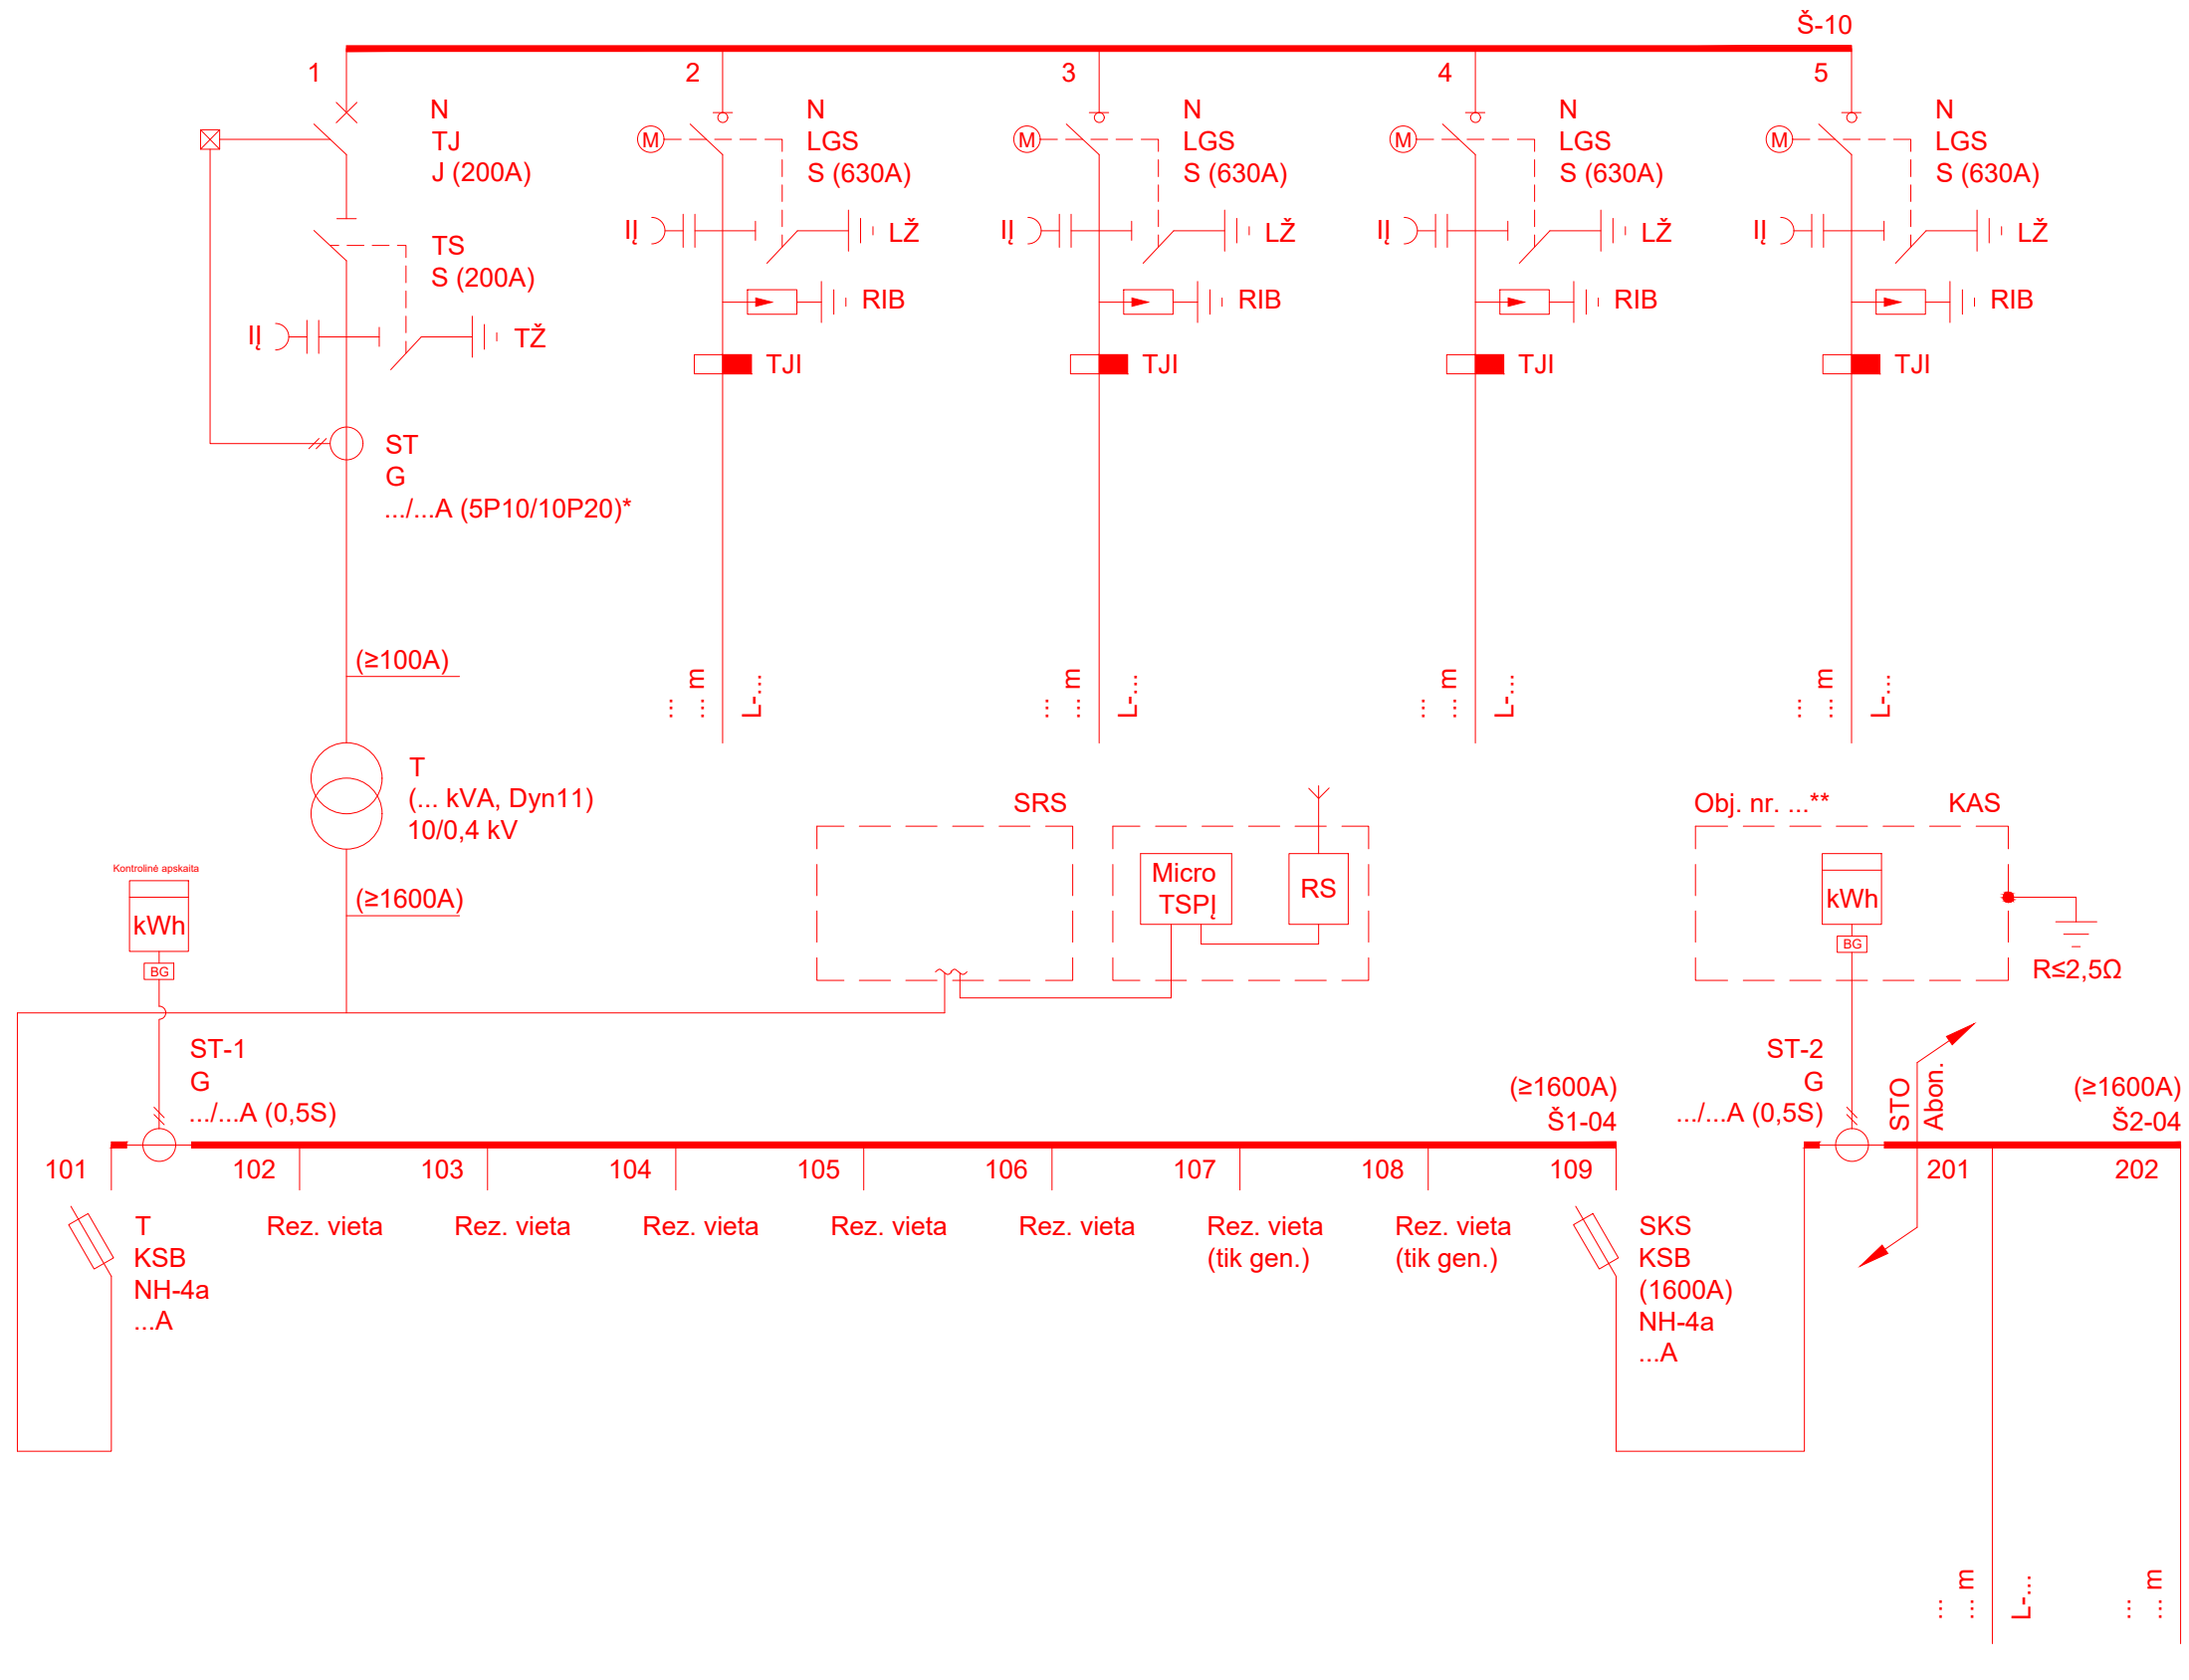 Š-10
1
N
TJ
J (200A)
TS
S (200A)
IĮ
TŽ
ST
G
.../...A (5P10/10P20)*
(≥100A)
T
(... kVA, Dyn11)
10/0,4 kV
(≥1600A)
2
M
N
LGS
S (630A)
IĮ
LŽ
RIB
TJI
...
... m
L-...
3
M
N
LGS
S (630A)
IĮ
LŽ
RIB
TJI
...
... m
L-...
4
M
N
LGS
S (630A)
IĮ
LŽ
RIB
TJI
...
... m
L-...
5
M
N
LGS
S (630A)
IĮ
LŽ
RIB
TJI
...
... m
L-...
Kontrolinė apskaita
kWh
BG
SRS
Micro
TSPĮ
RS
Obj. nr. ...**
KAS
kWh
BG
R≤2,5Ω
ST-1
G
.../...A (0,5S)
(≥1600A)
Š1-04
ST-2
G
.../...A (0,5S)
STO
Abon.
(≥1600A)
Š2-04
101
T
KSB
NH-4a
...A
102
Rez. vieta
103
Rez. vieta
104
Rez. vieta
105
Rez. vieta
106
Rez. vieta
107
Rez. vieta
(tik gen.)
108
Rez. vieta
(tik gen.)
109
SKS
KSB
(1600A)
NH-4a
...A
201
...
... m
L-...
202
...
... m